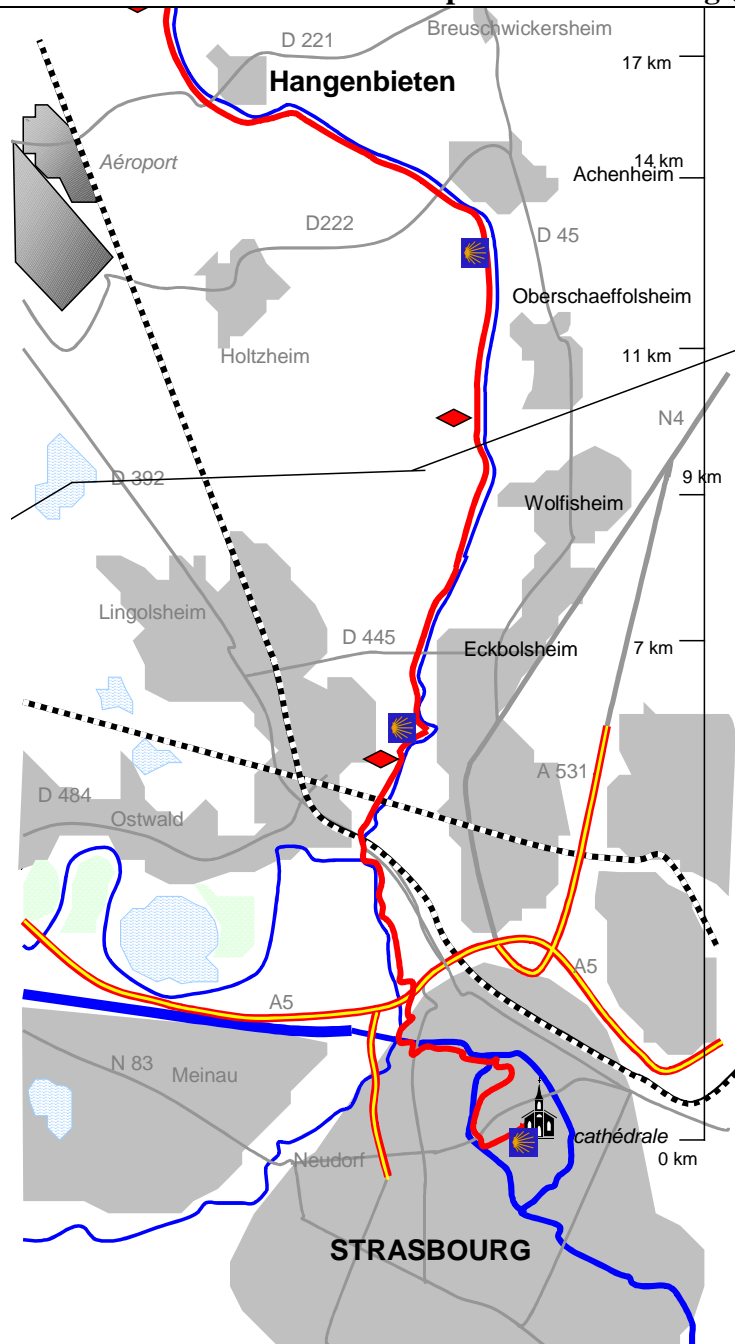 D 221
Breuschwickersheim
17 km
Hangenbieten
Aéroport
14 km
Achenheim
D222
D 45
Oberschaeffolsheim
Holtzheim
11 km
N4
D 392
9 km
Wolfisheim
Lingolsheim
D 445
Eckbolsheim
7 km
A 531
D 484
Ostwald
A5
A5
N 83
Meinau
cathédrale
Neudorf
0 km
STRASBOURG